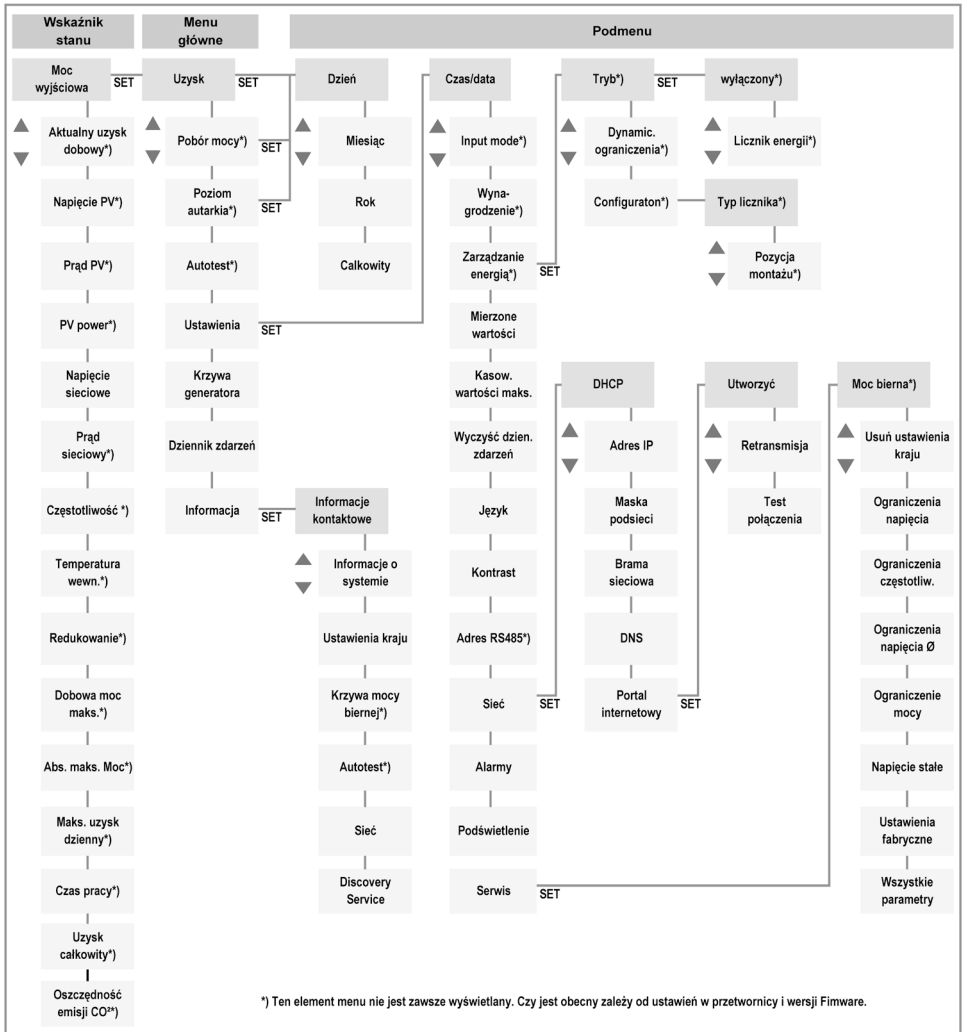 Wskaźnik
stanu
Menu
główne
Podmenu
Moc
wyjściowa
SET
Aktualny uzysk
dobowy*)
Napięcie PV*)
Prąd PV*)
PV power*)
Napięcie
sieciowe
Prąd
sieciowy*)
Częstotliwość *)
Temperatura
wewn.*)
Redukowanie*)
Dobowa moc
maks.*)
Abs. maks. Moc*)
Maks. uzysk
dzienny*)
Czas pracy*)
Uzysk
całkowity*)
Oszczędność
emisji CO²*)
Uzysk
SET
Pobór mocy*)
SET
Poziom
autarkia*)
SET
Autotest*)
Ustawienia
SET
Krzywa
generatora
Dziennik zdarzeń
Informacja
SET
Dzień
Miesiąc
Rok
Calkowity
Informacje
kontaktowe
Informacje o
systemie
Ustawienia kraju
Krzywa mocy
biernej*)
Autotest*)
Sieć
Discovery
Service
Czas/data
Input mode*)
Wyna-
grodzenie*)
Zarządzanie
energią*)
SET
Mierzone
wartości
Kasow.
wartości maks.
Wyczyść dzien.
zdarzeń
Język
Kontrast
Adres RS485*)
Sieć
SET
Alarmy
Podświetlenie
Serwis
SET
Tryb*)
SET
Dynamic.
ograniczenia*)
Configuraton*)
wyłączony*)
Licznik energii*)
Typ licznika*)
Pozycja
montażu*)
DHCP
Adres IP
Maska
podsieci
Brama
sieciowa
DNS
Portal
internetowy
SET
Utworzyć
Retransmisja
Test
połączenia
Moc bierna*)
Usuń ustawienia
kraju
Ograniczenia
napięcia
Ograniczenia
częstotliw.
Ograniczenia
napięcia Ø
Ograniczenie
mocy
Napięcie stałe
Ustawienia
fabryczne
Wszystkie
parametry
*) Ten element menu nie jest zawsze wyświetlany. Czy jest obecny zależy od ustawień w przetwornicy i wersji Fimware.